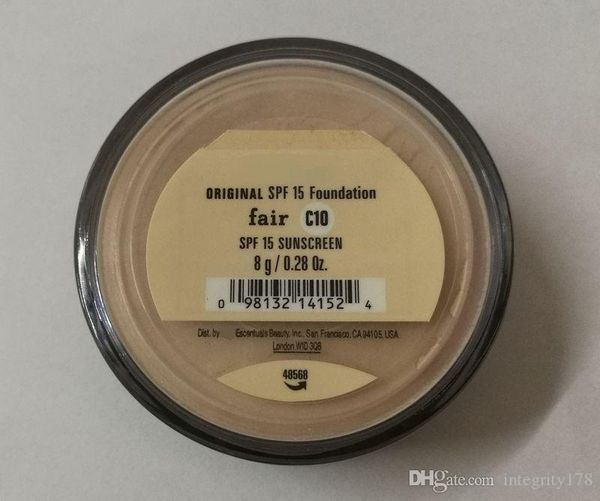 ORIGINAL SPF 15 Foundation
fair C10
SPF 15 SUNSCREEN
8 g / 0.28 Oz.
0 98132 14152 4
Dist. by Escentuals Beauty, Inc., San Francisco, CA 94105, USA
London W1D 3QB
48568
DHgate.com/integrity178